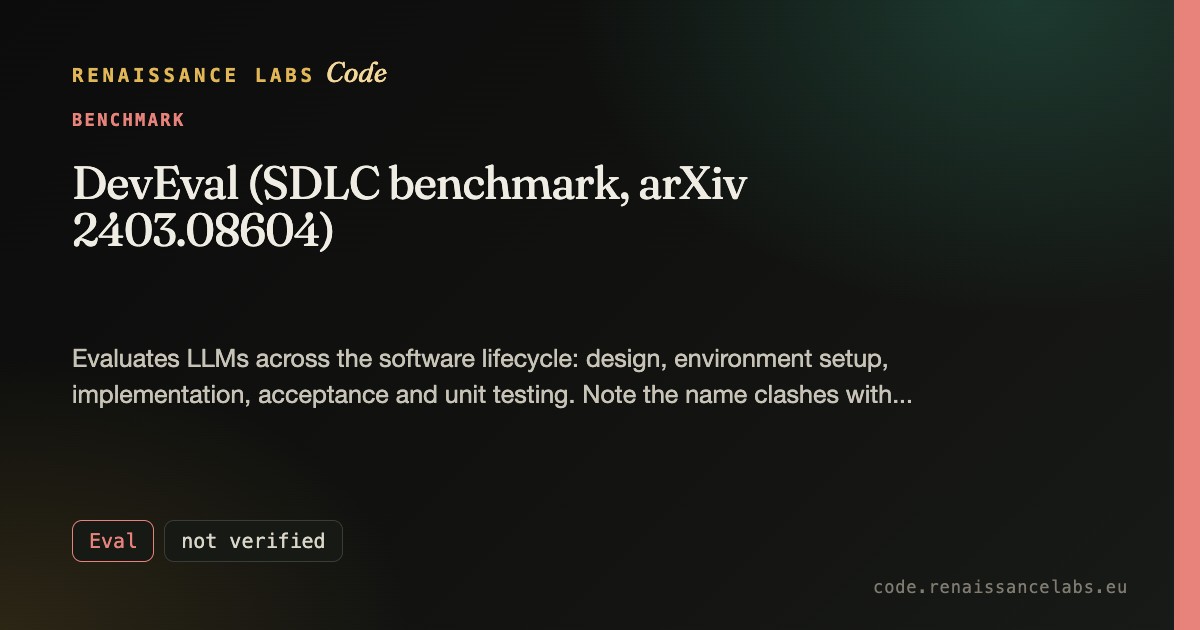 RENAISSANCE LABS Code
BENCHMARK
DevEval (SDLC benchmark, arXiv
2403.08604)
Evaluates LLMs across the software lifecycle: design, environment setup,
implementation, acceptance and unit testing. Note the name clashes with...
Eval
not verified
code.renaissancelabs.eu